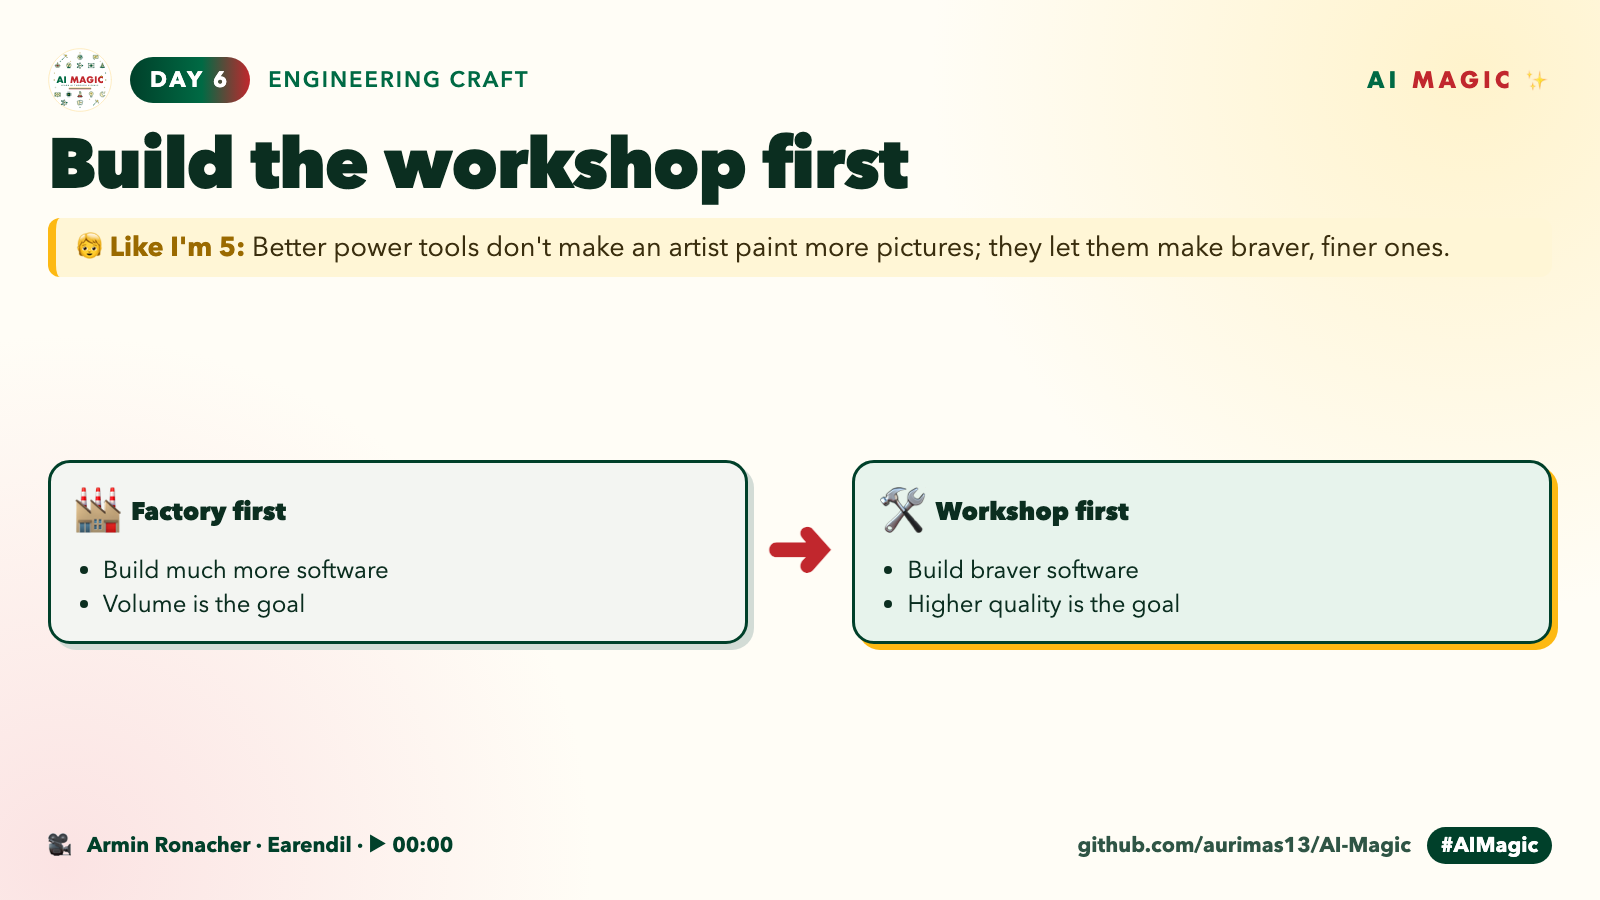 AI MAGIC
DAY 6
ENGINEERING CRAFT
AI MAGIC ✨
Build the workshop first
🧒 Like I'm 5: Better power tools don't make an artist paint more pictures; they let them make braver, finer ones.
🏭 Factory first
• Build much more software
• Volume is the goal
➜
🛠 Workshop first
• Build braver software
• Higher quality is the goal
🎥 Armin Ronacher · Earendil · ▶ 00:00
github.com/aurimas13/AI-Magic
#AIMagic